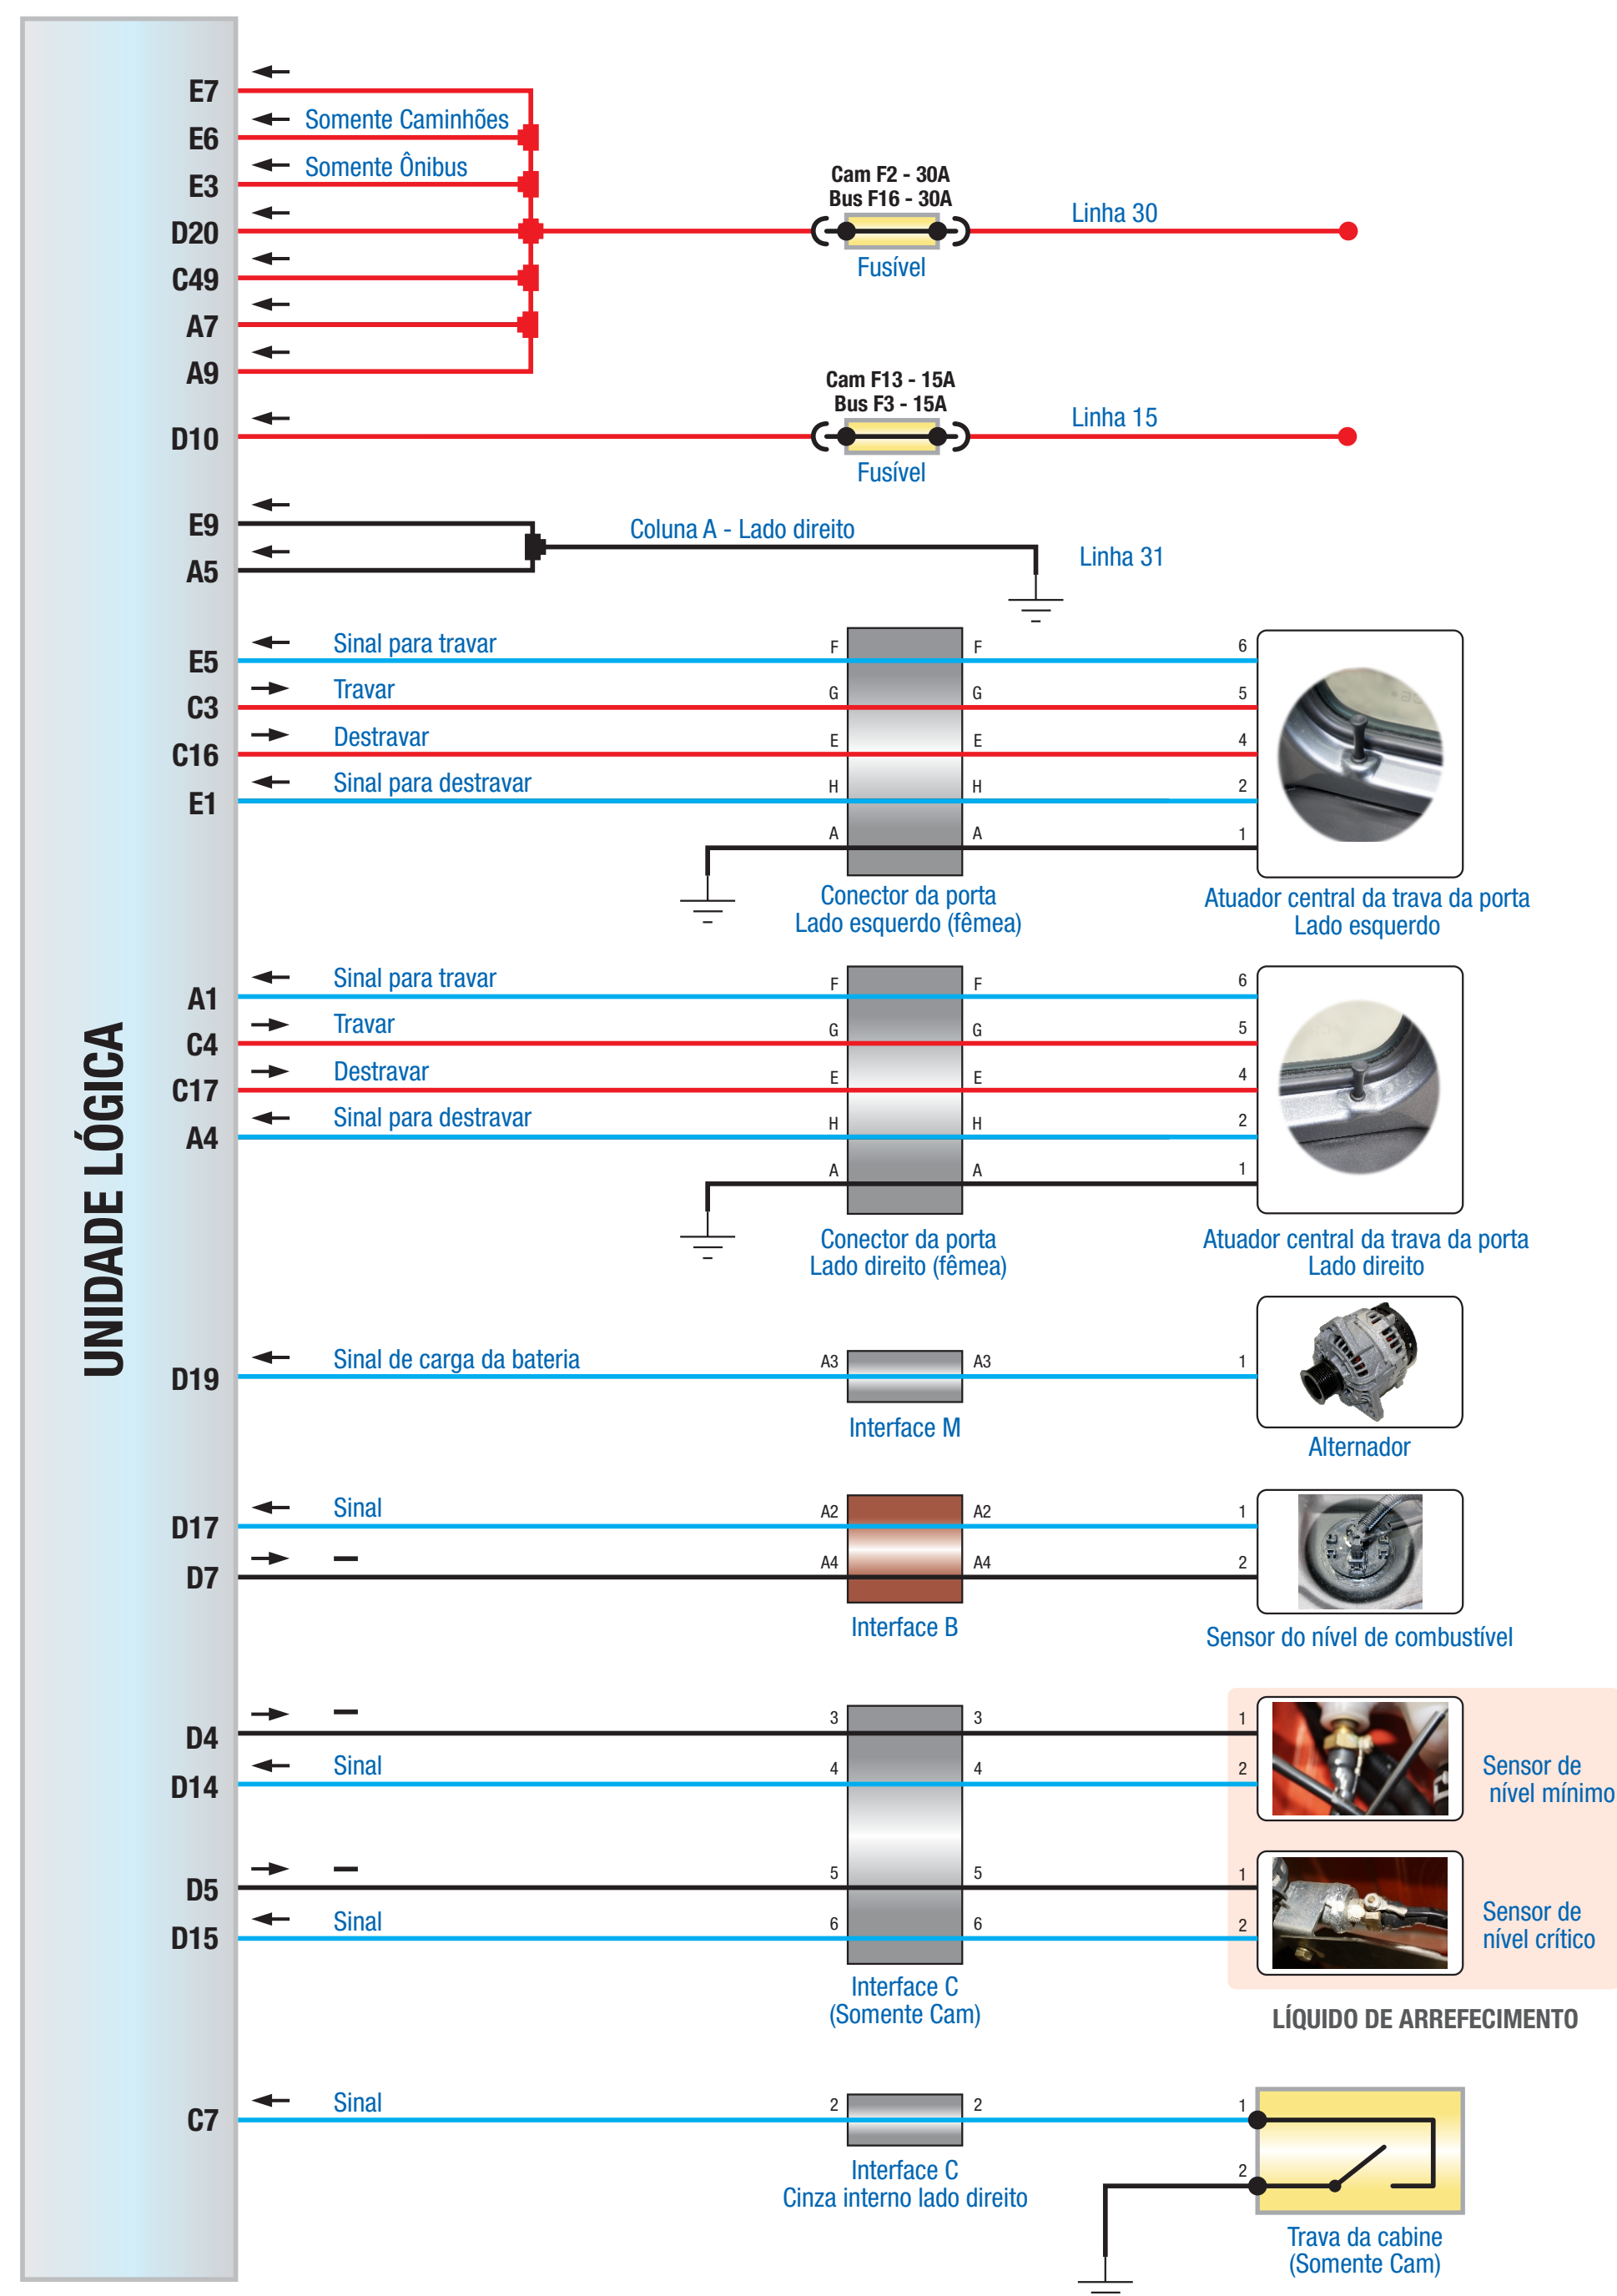 UNIDADE LÓGICA
E7
E6 Somente Caminhões
E3 Somente Ônibus
D20
C49
A7
A9
Cam F2 - 30A
Bus F16 - 30A
Fusível
Linha 30
D10
Cam F13 - 15A
Bus F3 - 15A
Fusível
Linha 15
E9
A5
Coluna A - Lado direito
Linha 31
E5 Sinal para travar F F 6
C3 Travar G G 5
C16 Destravar E E 4
E1 Sinal para destravar H H 2
A A 1
Conector da porta
Lado esquerdo (fêmea)
Atuador central da trava da porta
Lado esquerdo
A1 Sinal para travar F F 6
C4 Travar G G 5
C17 Destravar E E 4
A4 Sinal para destravar H H 2
A A 1
Conector da porta
Lado direito (fêmea)
Atuador central da trava da porta
Lado direito
D19 Sinal de carga da bateria A3 A3 1
Interface M
Alternador
D17 Sinal A2 A2 1
D7 – A4 A4 2
Interface B
Sensor do nível de combustível
D4 – 3 3 1
D14 Sinal 4 4 2
Sensor de
nível mínimo
D5 – 5 5 1
D15 Sinal 6 6 2
Sensor de
nível crítico
Interface C
(Somente Cam)
LÍQUIDO DE ARREFECIMENTO
C7 Sinal 2 2 1
2
Interface C
Cinza interno lado direito
Trava da cabine
(Somente Cam)